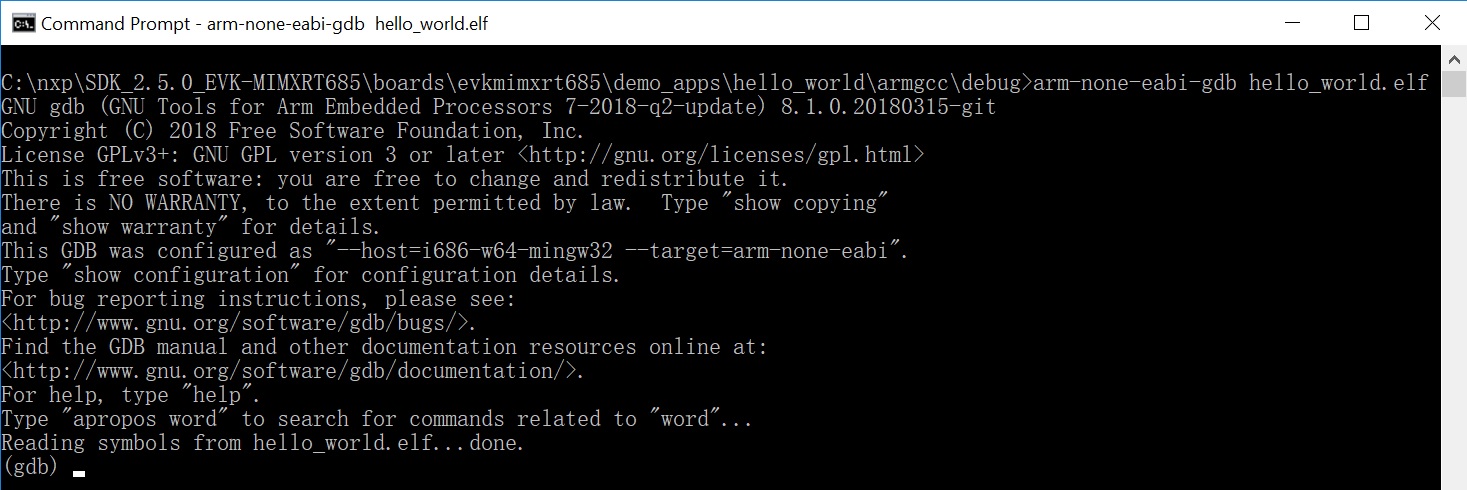 Command Prompt - arm-none-eabi-gdb  hello_world.elf
C:\nxp\SDK_2.5.0_EVK-MIMXRT685\boards\evkmimxrt685\demo_apps\hello_world\armgcc\debug>arm-none-eabi-gdb hello_world.elf
GNU gdb (GNU Tools for Arm Embedded Processors 7-2018-q2-update) 8.1.0.20180315-git
Copyright (C) 2018 Free Software Foundation, Inc.
License GPLv3+: GNU GPL version 3 or later <http://gnu.org/licenses/gpl.html>
This is free software: you are free to change and redistribute it.
There is NO WARRANTY, to the extent permitted by law.  Type "show copying"
and "show warranty" for details.
This GDB was configured as "--host=i686-w64-mingw32 --target=arm-none-eabi".
Type "show configuration" for configuration details.
For bug reporting instructions, please see:
<http://www.gnu.org/software/gdb/bugs/>.
Find the GDB manual and other documentation resources online at:
<http://www.gnu.org/software/gdb/documentation/>.
For help, type "help".
Type "apropos word" to search for commands related to "word"...
Reading symbols from hello_world.elf...done.
(gdb)